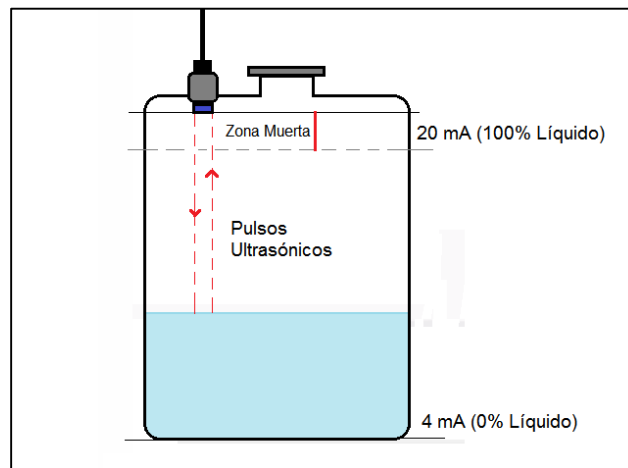 Zona Muerta
20 mA (100% Líquido)
Pulsos
Ultrasónicos
4 mA (0% Líquido)